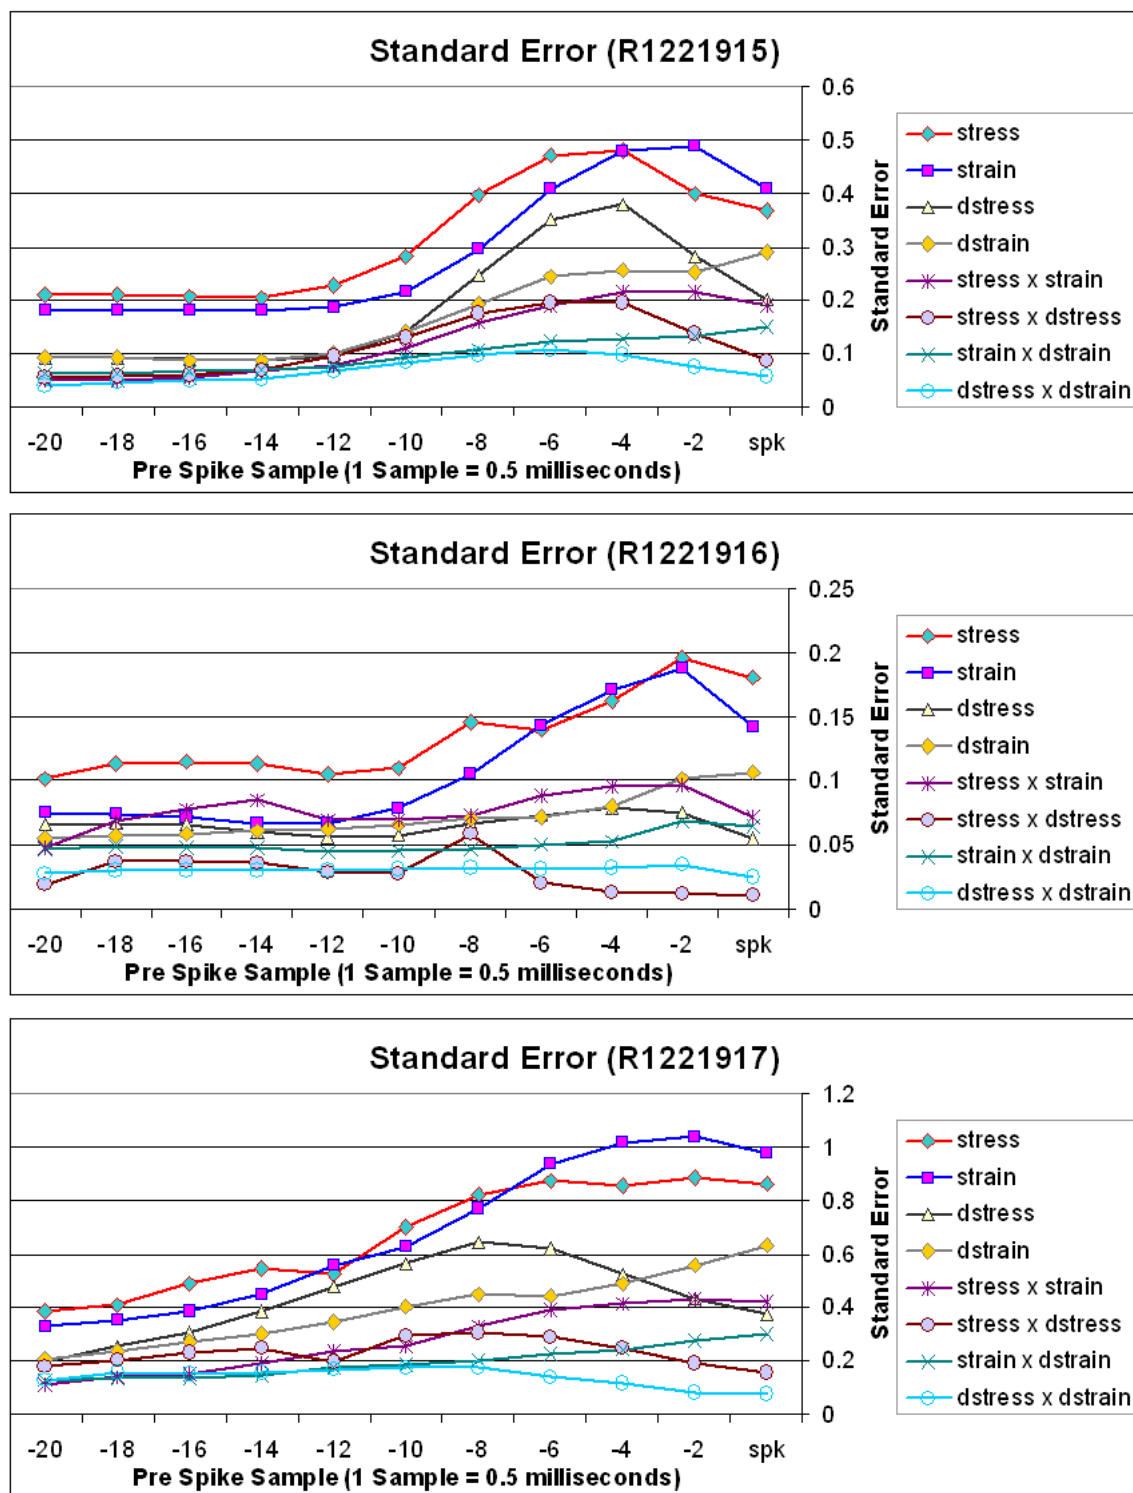 Standard Error (R1221915)
0.6
0.5
0.4
0.3
0.2
0.1
0
Standard Error
-20 -18 -16 -14 -12 -10 -8 -6 -4 -2 spk
Pre Spike Sample (1 Sample = 0.5 milliseconds)
stress
strain
dstress
dstrain
stress x strain
stress x dstress
strain x dstrain
dstress x dstrain
Standard Error (R1221916)
0.25
0.2
0.15
0.1
0.05
0
Standard Error
-20 -18 -16 -14 -12 -10 -8 -6 -4 -2 spk
Pre Spike Sample (1 Sample = 0.5 milliseconds)
stress
strain
dstress
dstrain
stress x strain
stress x dstress
strain x dstrain
dstress x dstrain
Standard Error (R1221917)
1.2
1
0.8
0.6
0.4
0.2
0
Standard Error
-20 -18 -16 -14 -12 -10 -8 -6 -4 -2 spk
Pre Spike Sample (1 Sample = 0.5 milliseconds)
stress
strain
dstress
dstrain
stress x strain
stress x dstress
strain x dstrain
dstress x dstrain